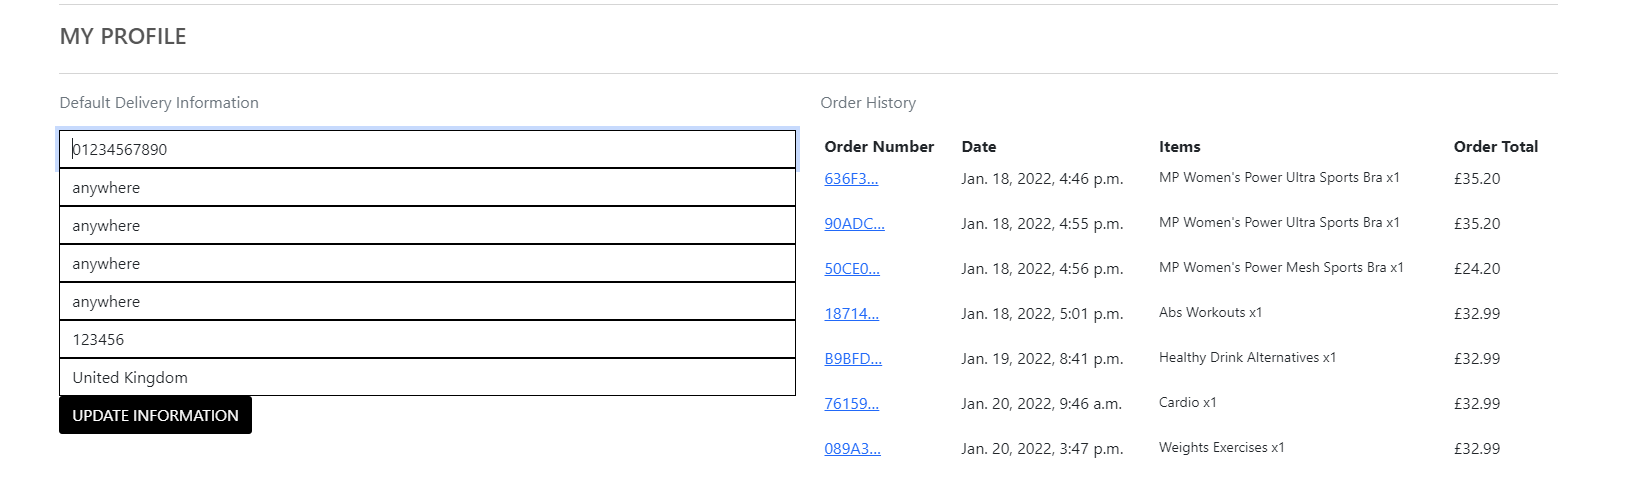 MY PROFILE
Default Delivery Information
01234567890
anywhere
anywhere
anywhere
anywhere
123456
United Kingdom
UPDATE INFORMATION
Order History
Order Number Date Items Order Total
636F3... Jan. 18, 2022, 4:46 p.m. MP Women's Power Ultra Sports Bra x1 £35.20
90ADC... Jan. 18, 2022, 4:55 p.m. MP Women's Power Ultra Sports Bra x1 £35.20
50CE0... Jan. 18, 2022, 4:56 p.m. MP Women's Power Mesh Sports Bra x1 £24.20
18714... Jan. 18, 2022, 5:01 p.m. Abs Workouts x1 £32.99
B9BFD... Jan. 19, 2022, 8:41 p.m. Healthy Drink Alternatives x1 £32.99
76159... Jan. 20, 2022, 9:46 a.m. Cardio x1 £32.99
089A3... Jan. 20, 2022, 3:47 p.m. Weights Exercises x1 £32.99